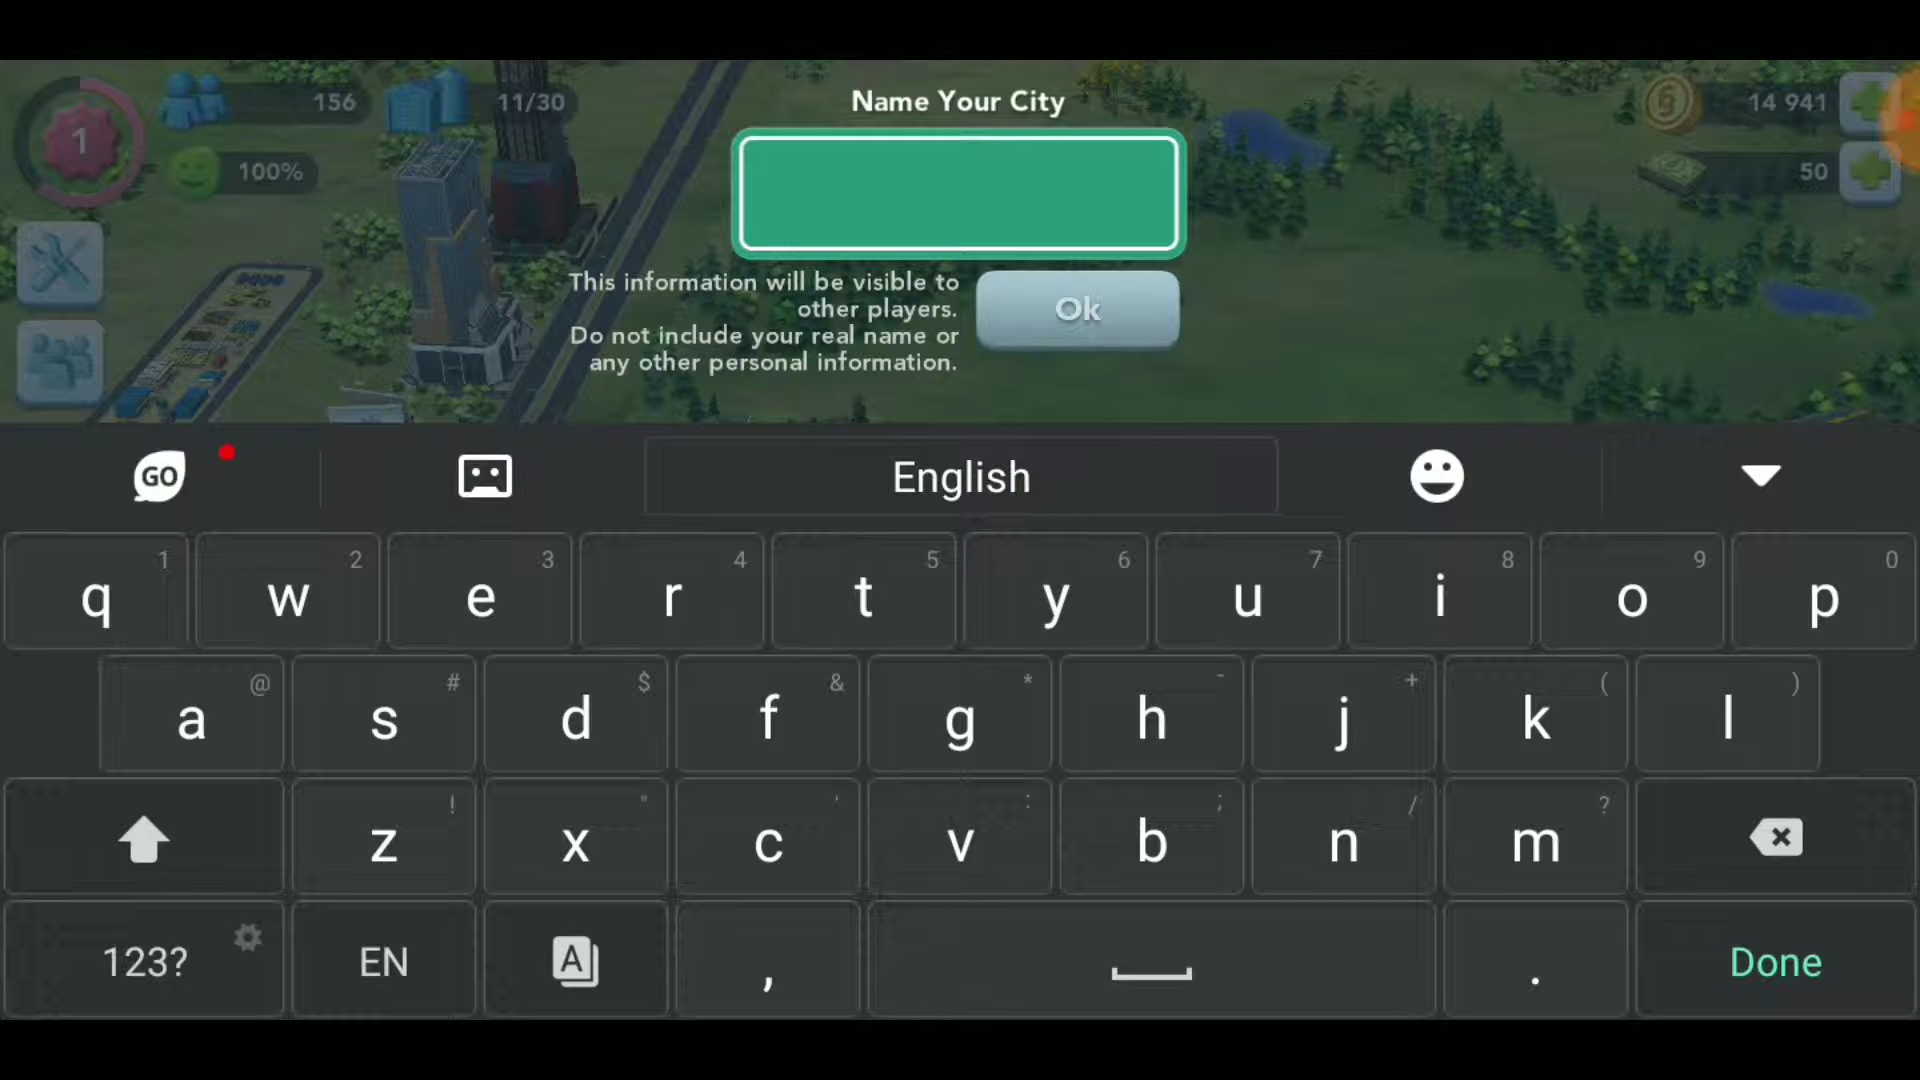 Name Your City
1
156
11/30
100%
14 941
50
This information will be visible to
other players.
Do not include your real name or
any other personal information.
Ok
GO
English
1 2 3 4 5 6 7 8 9 0
q w e r t y u i o p
@ # $ & * - + ( )
a s d f g h j k l
! " ' : ; / ?
z x c v b n m
123? EN A , . Done